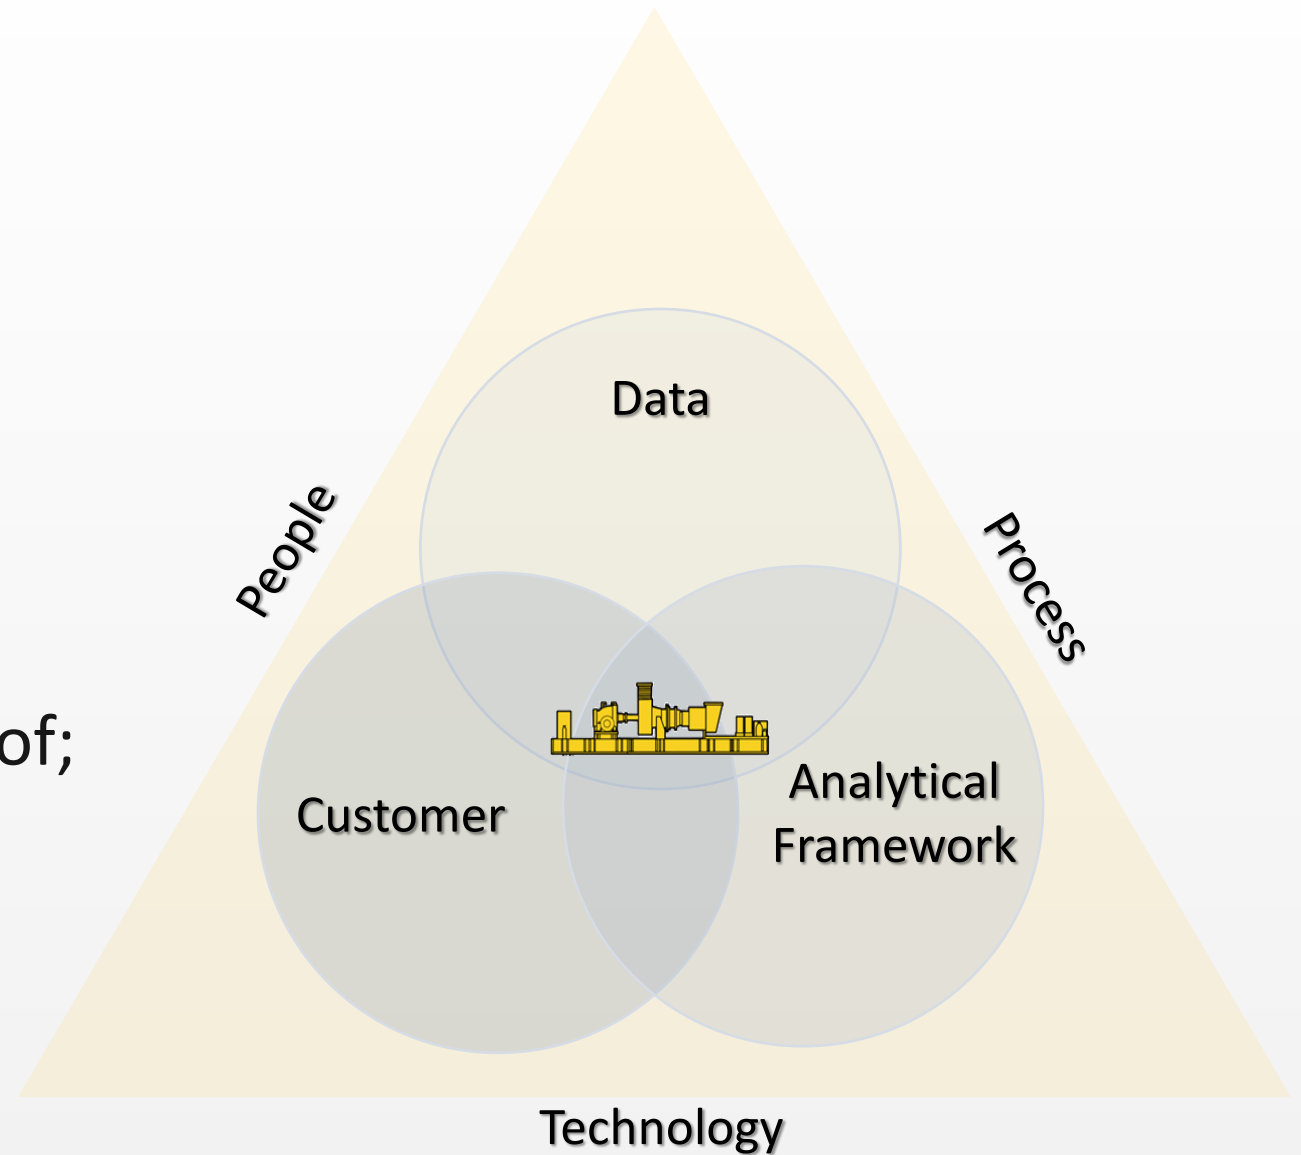 Data
People
Process
of;
Customer
Analytical
Framework
Technology